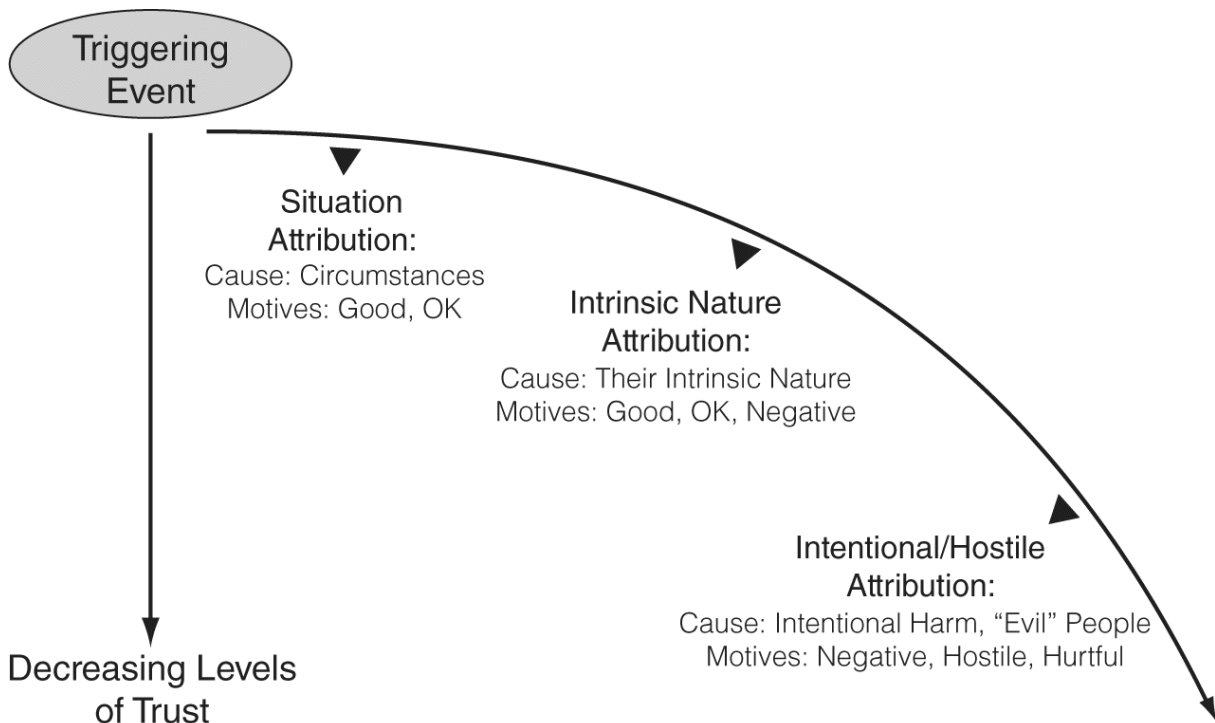 Triggering
Event
Situation
Attribution:
Cause: Circumstances
Motives: Good, OK
Intrinsic Nature
Attribution:
Cause: Their Intrinsic Nature
Motives: Good, OK, Negative
Intentional/Hostile
Attribution:
Cause: Intentional Harm, “Evil” People
Motives: Negative, Hostile, Hurtful
Decreasing Levels
of Trust